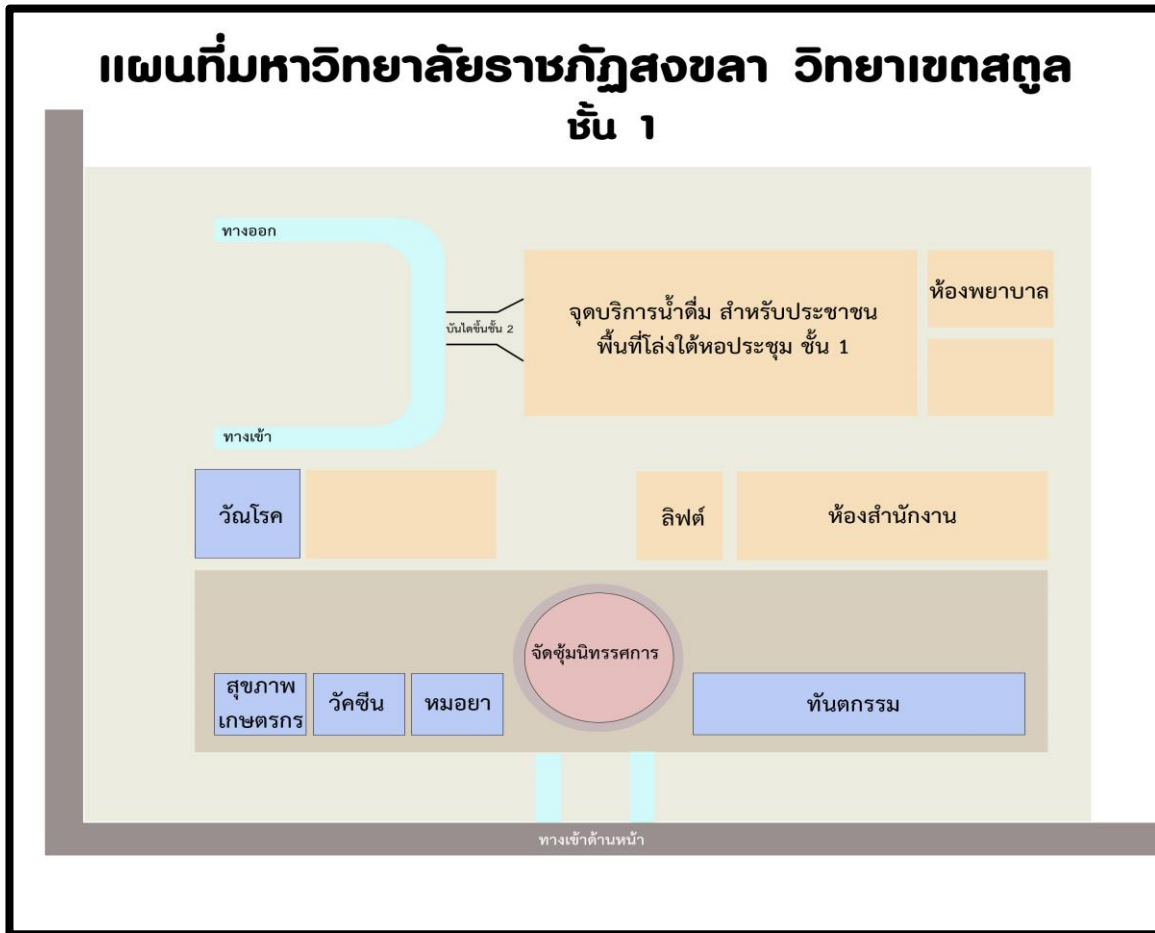 แผนที่มหาวิทยาลัยราชภัฏสงขลา วิทยาเขตสตูล
ชั้น 1
ทางออก
บันไดขึ้นชั้น 2
จุดบริการน้ำดื่ม สำหรับประชาชน
พื้นที่โล่งใต้หอประชุม ชั้น 1
ห้องพยาบาล
ทางเข้า
วัณโรค
ลิฟต์
ห้องสำนักงาน
จัดซุ้มนิทรรศการ
สุขภาพ
เกษตรกร
วัคซีน
หมอยา
ทันตกรรม
ทางเข้าด้านหน้า